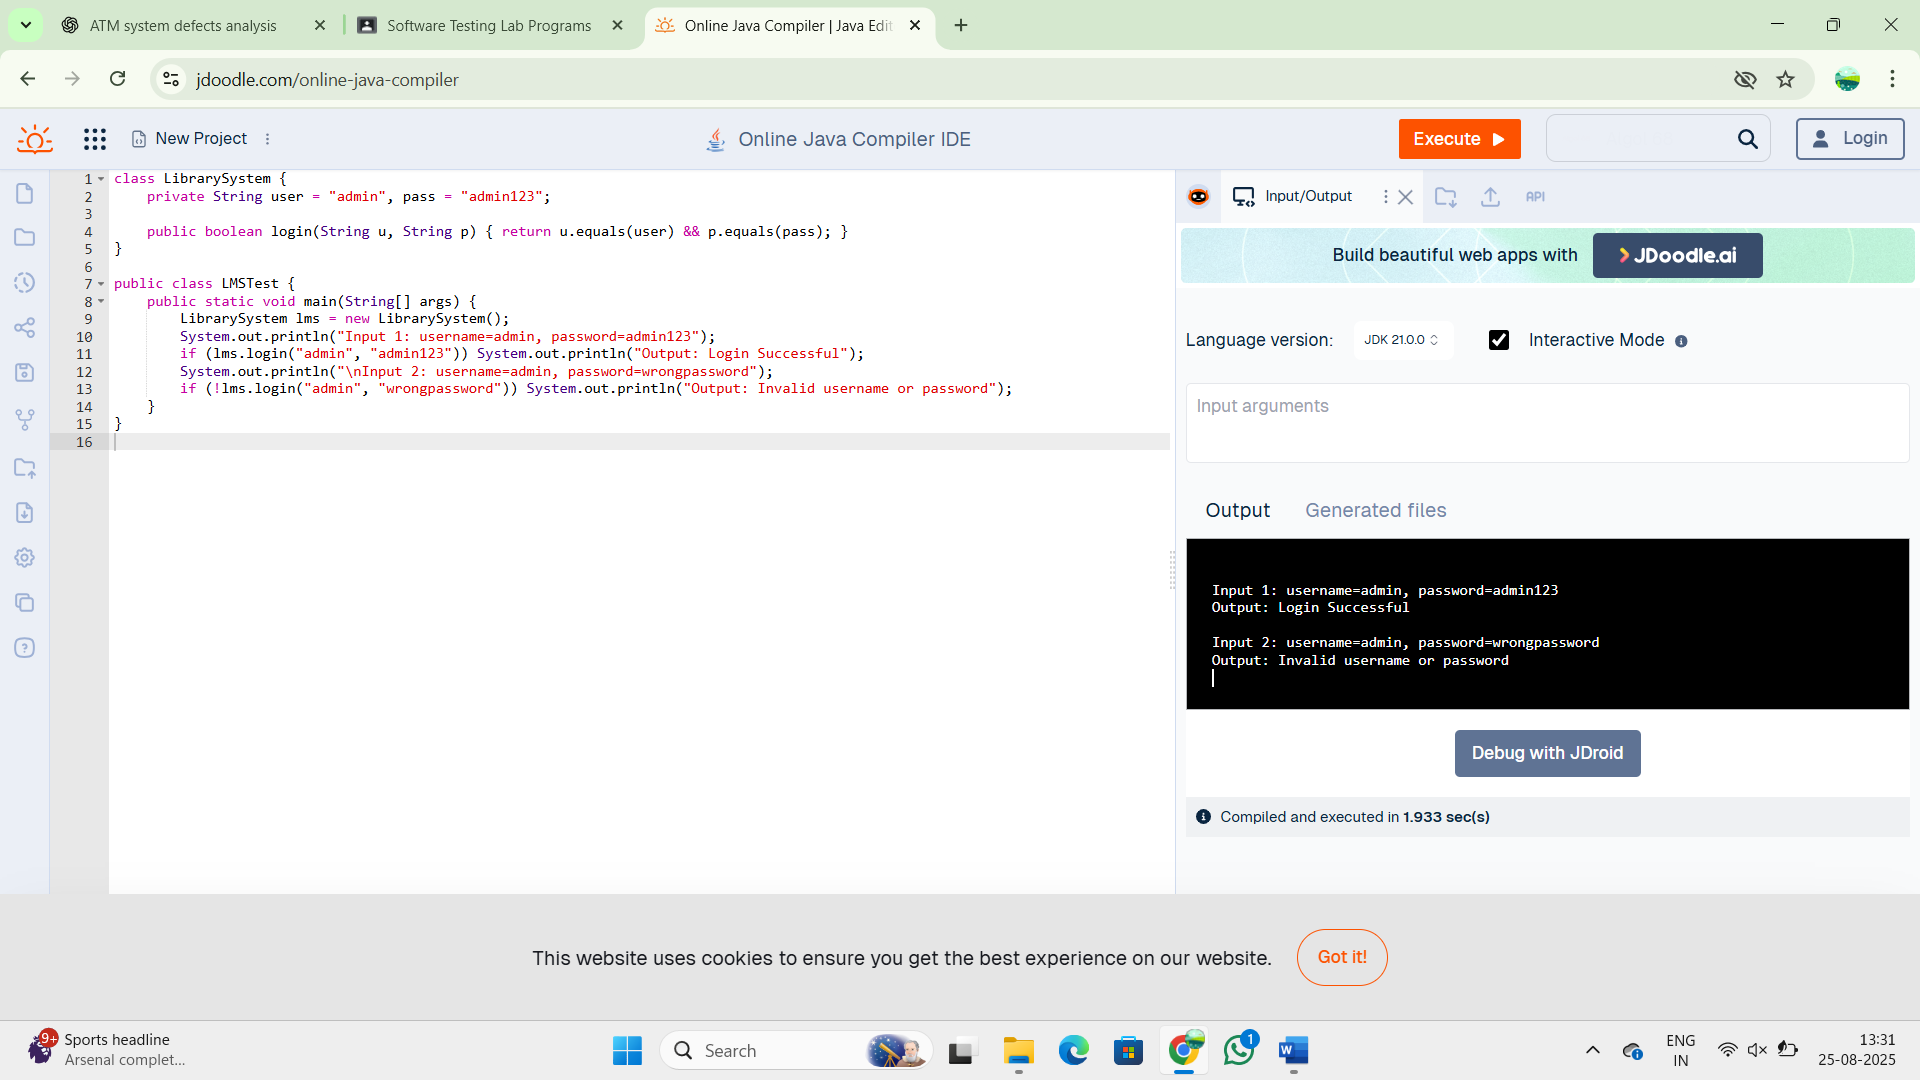 ATM system defects analysis
Software Testing Lab Programs
Online Java Compiler | Java Edit
jdoodle.com/online-java-compiler
New Project
Online Java Compiler IDE
Execute
Login
1 class LibrarySystem {
2 private String user = "admin", pass = "admin123";
3
4 public boolean login(String u, String p) { return u.equals(user) && p.equals(pass); }
5 }
6
7 public class LMSTest {
8 public static void main(String[] args) {
9 LibrarySystem lms = new LibrarySystem();
10 System.out.println("Input 1: username=admin, password=admin123");
11 if (lms.login("admin", "admin123")) System.out.println("Output: Login Successful");
12 System.out.println("\nInput 2: username=admin, password=wrongpassword");
13 if (!lms.login("admin", "wrongpassword")) System.out.println("Output: Invalid username or password");
14 }
15 }
16
Input/Output
API
Build beautiful web apps with
JDoodle.ai
Language version:
JDK 21.0.0
Interactive Mode
Input arguments
Output
Generated files
Input 1: username=admin, password=admin123
Output: Login Successful
Input 2: username=admin, password=wrongpassword
Output: Invalid username or password
Debug with JDroid
Compiled and executed in 1.933 sec(s)
This website uses cookies to ensure you get the best experience on our website.
Got it!
9+
Sports headline
Arsenal complet...
Search
1
W
ENG
IN
13:31
25-08-2025